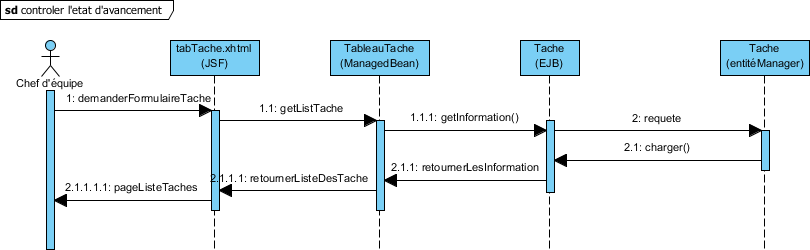 sd controler l'etat d'avancement
tabTache.xhtml
(JSF)
TableauTache
(ManagedBean)
Tache
(EJB)
Tache
(entitéManager)
Chef d'équipe
1: demanderFormulaireTache
1.1: getListTache
1.1.1: getInformation()
2: requete
2.1: charger()
2.1.1: retournerLesInformation
2.1.1.1: retournerListeDesTache
2.1.1.1.1: pageListeTaches